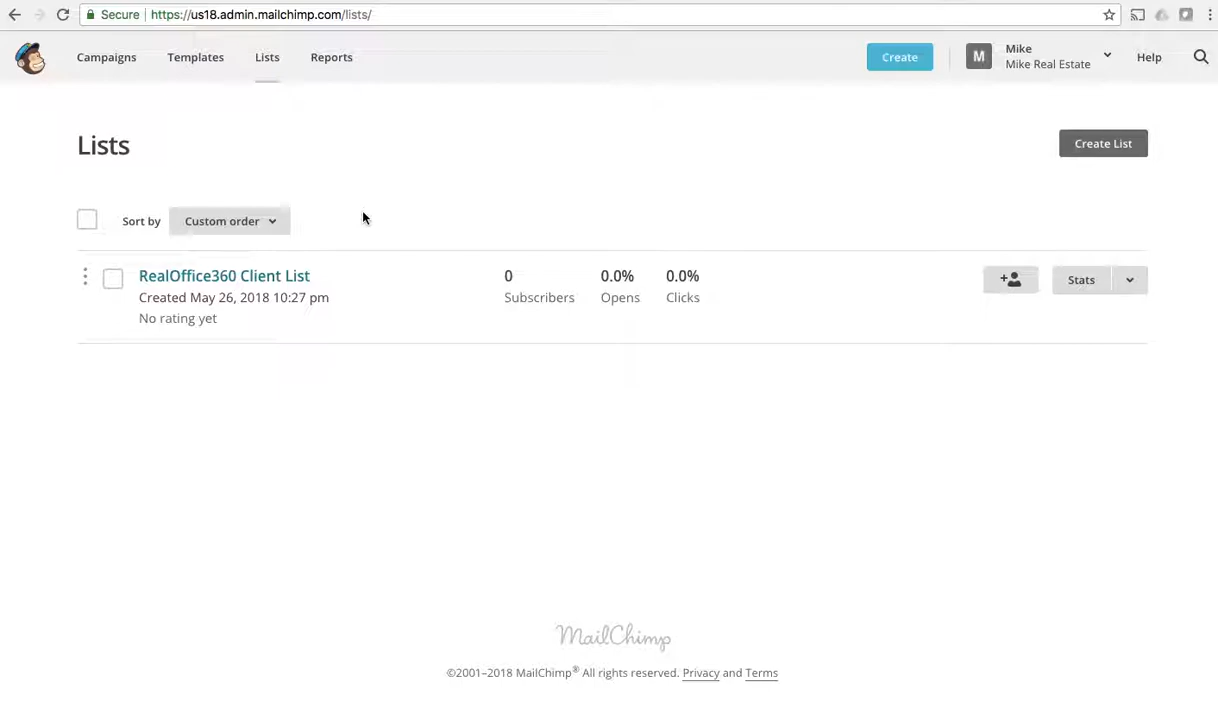 Secure https://us18.admin.mailchimp.com/lists/
Campaigns Templates Lists Reports Create M Mike Mike Real Estate Help
Lists
Create List
Sort by Custom order
RealOffice360 Client List 0 0.0% 0.0% Stats
Created May 26, 2018 10:27 pm Subscribers Opens Clicks
No rating yet
MailChimp
©2001–2018 MailChimp® All rights reserved. Privacy and Terms